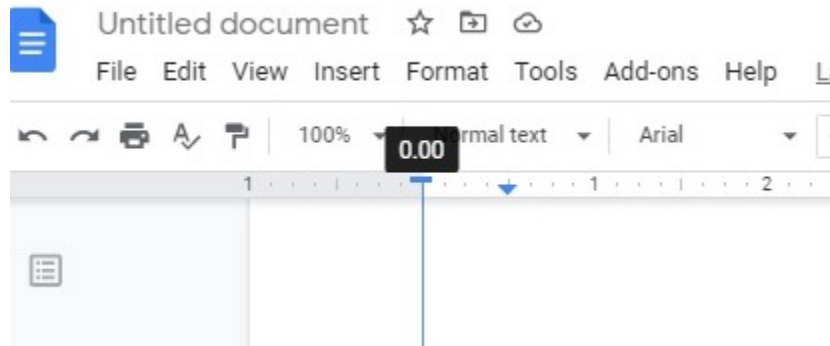 Untitled document
File Edit View Insert Format Tools Add-ons Help
100% Normal text Arial
0.00
1 1 2